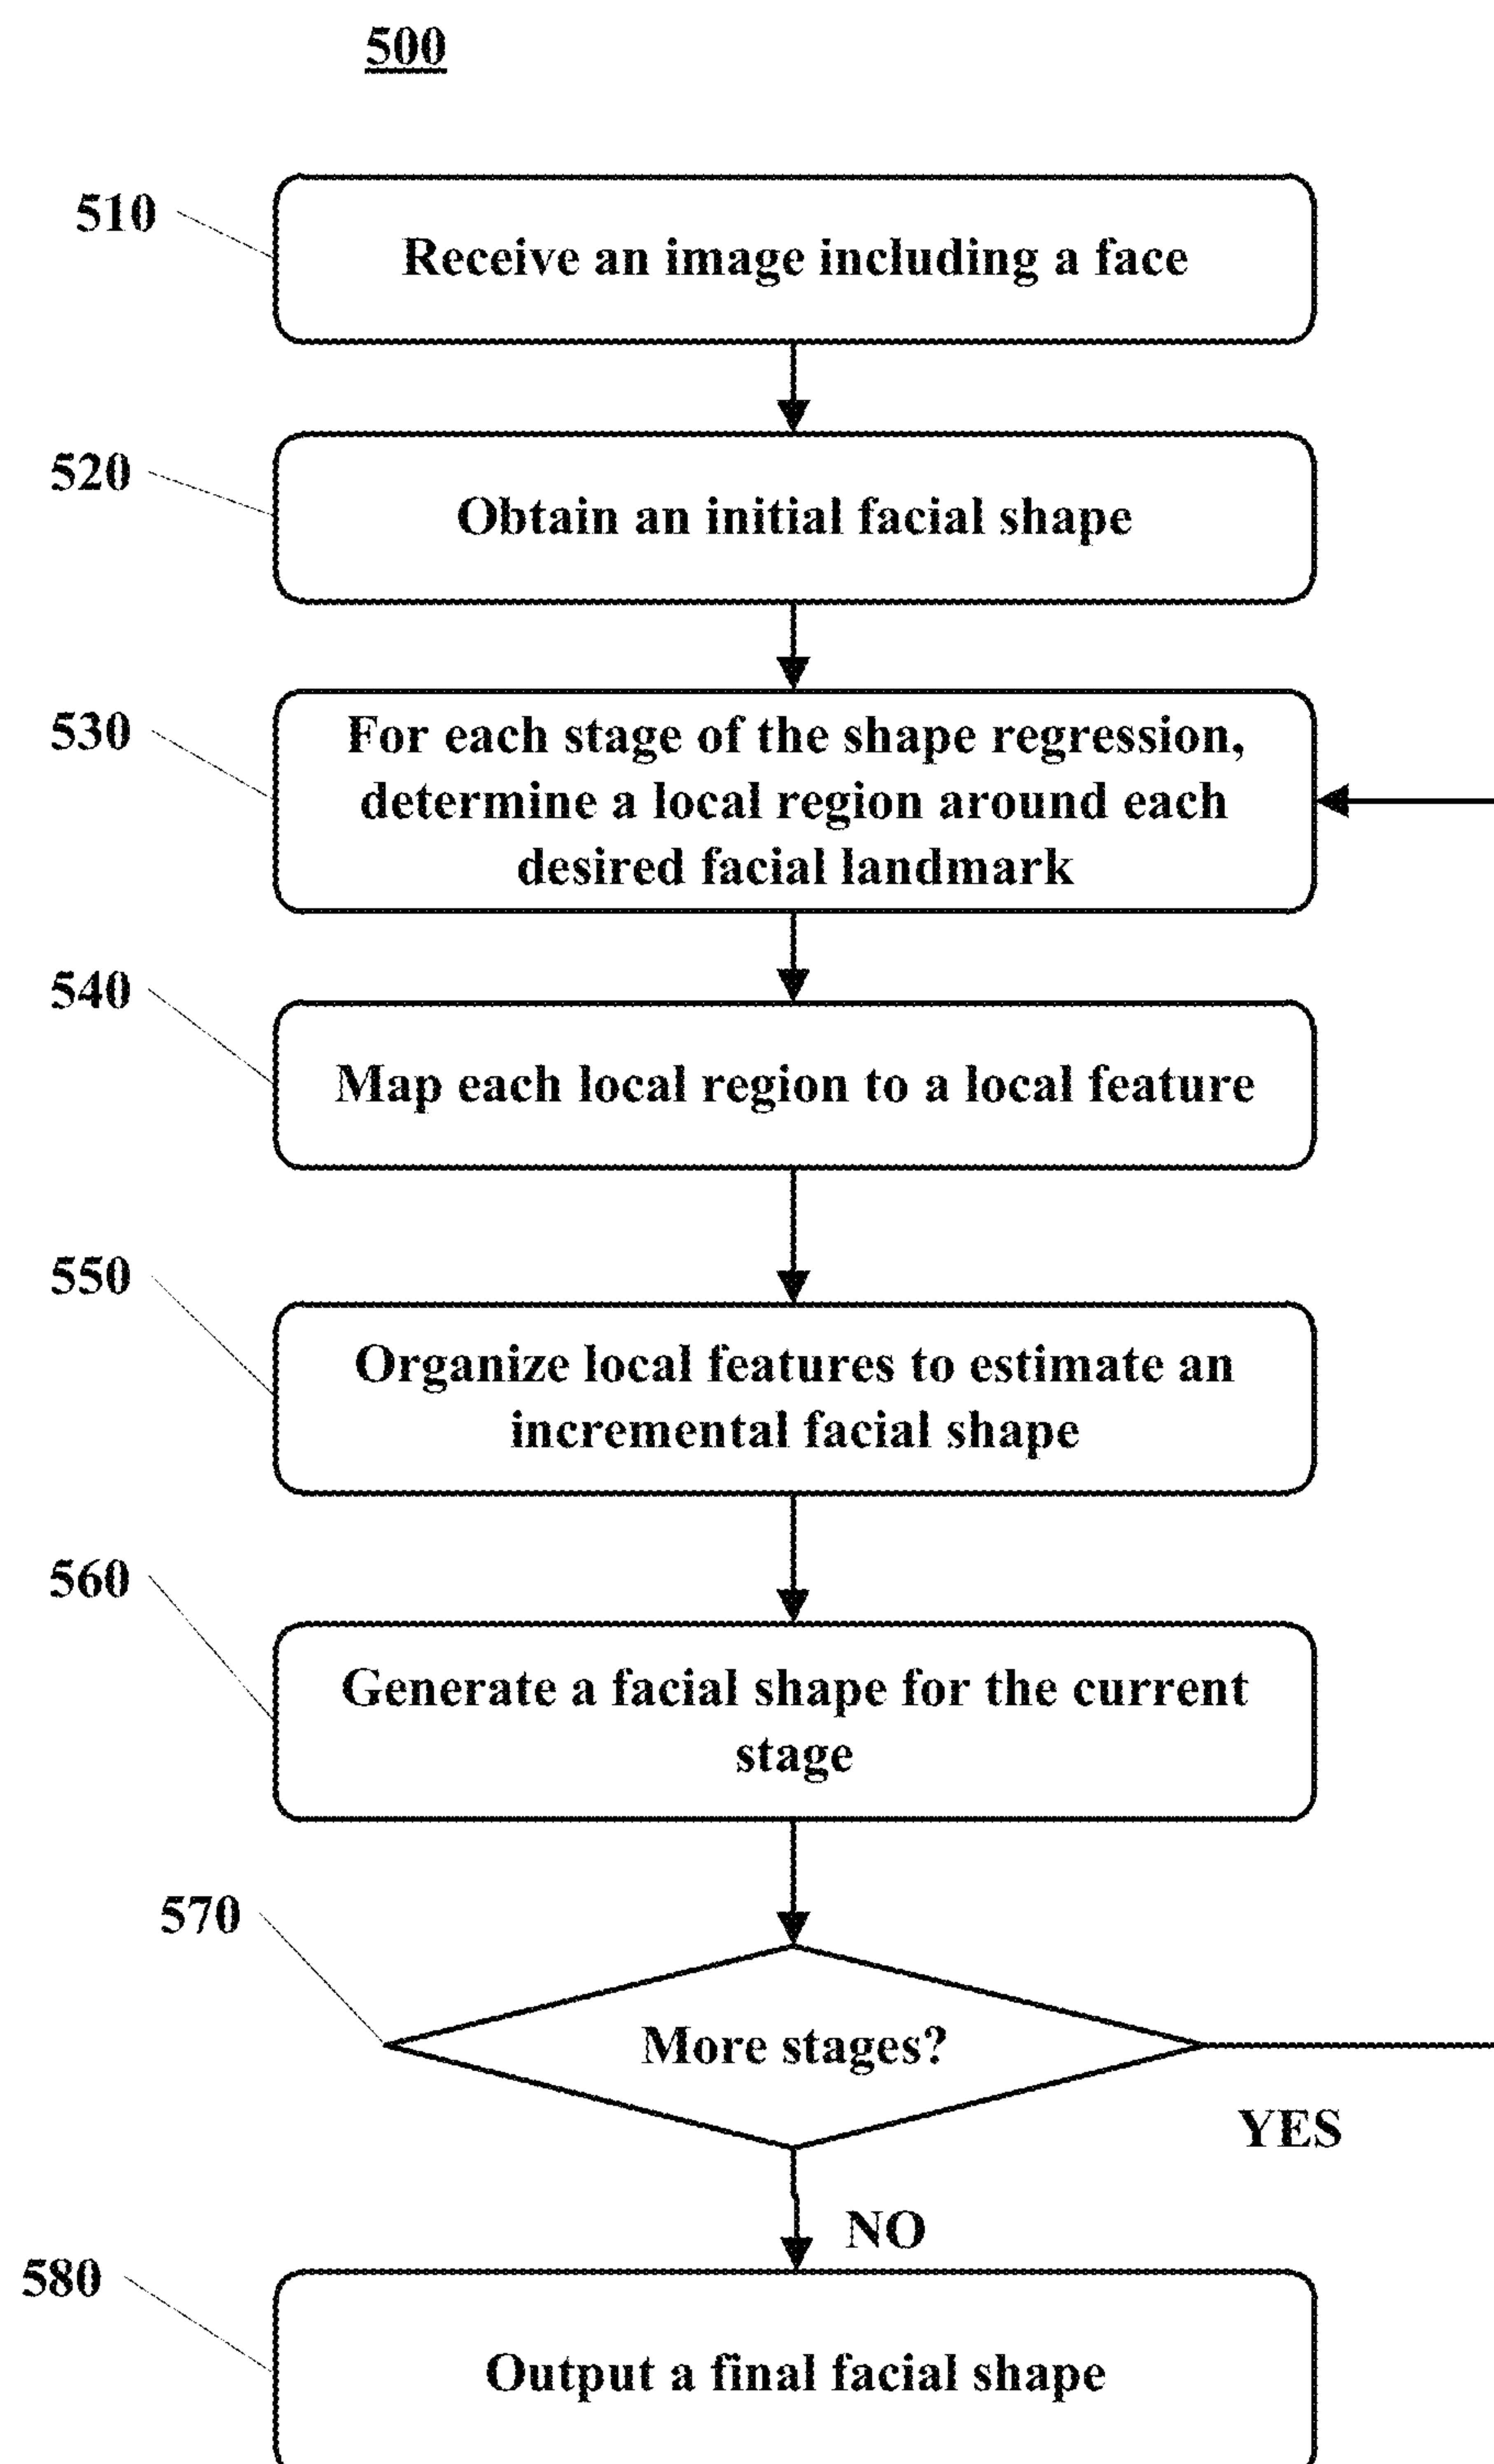 500
510
Receive an image including a face
520
Obtain an initial facial shape
530
For each stage of the shape regression,
determine a local region around each
desired facial landmark
540
Map each local region to a local feature
550
Organize local features to estimate an
incremental facial shape
560
Generate a facial shape for the current
stage
570
More stages?
YES
NO
580
Output a final facial shape